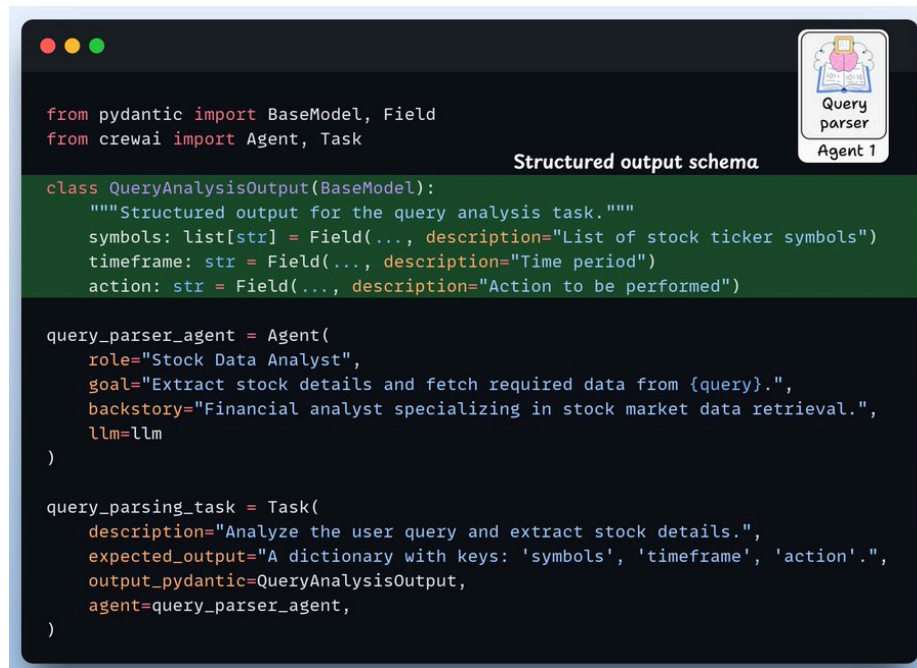 Query
parser
Agent 1
from pydantic import BaseModel, Field
from crewai import Agent, Task
Structured output schema
class QueryAnalysisOutput(BaseModel):
    """Structured output for the query analysis task."""
    symbols: list[str] = Field(..., description="List of stock ticker symbols")
    timeframe: str = Field(..., description="Time period")
    action: str = Field(..., description="Action to be performed")
query_parser_agent = Agent(
    role="Stock Data Analyst",
    goal="Extract stock details and fetch required data from {query}.",
    backstory="Financial analyst specializing in stock market data retrieval.",
    llm=llm
)
query_parsing_task = Task(
    description="Analyze the user query and extract stock details.",
    expected_output="A dictionary with keys: 'symbols', 'timeframe', 'action'.",
    output_pydantic=QueryAnalysisOutput,
    agent=query_parser_agent,
)